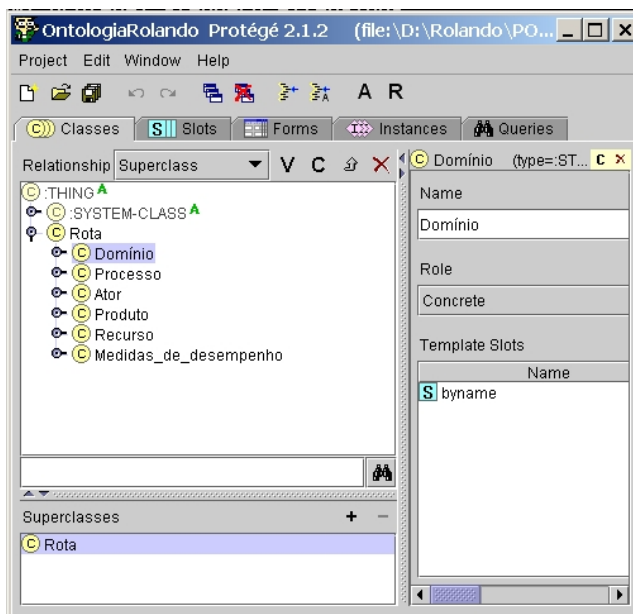 OntologiaRolando Protégé 2.1.2 (file:\D:\Rolando\PO...
Project Edit Window Help
A R
C Classes S Slots Forms Instances Queries
Relationship Superclass V C
C :THING A
C :SYSTEM-CLASS A
C Rota
C Domínio
C Processo
C Ator
C Produto
C Recurso
C Medidas_de_desempenho
Superclasses + −
C Rota
C Domínio (type=:ST... C ×
Name
Domínio
Role
Concrete
Template Slots
Name
S byname